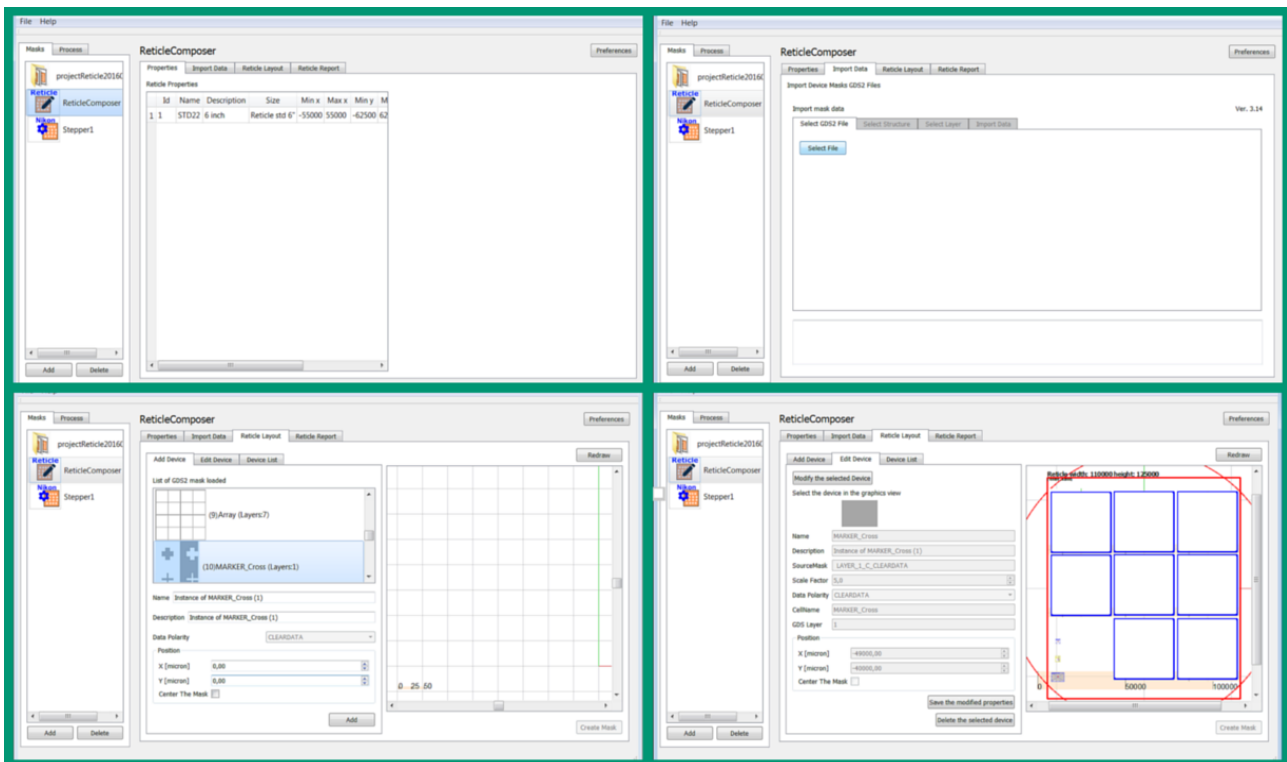 File Help
Masks Process
projectReticle2016(
Reticle
ReticleComposer
Nikon
Stepper1
Add Delete
ReticleComposer
Preferences
Properties Import Data Reticle Layout Reticle Report
Reticle Properties
Id Name Description Size Min x Max x Min y M
1 1 STD22 6 inch Reticle std 6" -55000 55000 -62500 62
File Help
Masks Process
projectReticle2016(
Reticle
ReticleComposer
Nikon
Stepper1
Add Delete
ReticleComposer
Preferences
Properties Import Data Reticle Layout Reticle Report
Import Device Masks GDS2 Files
Import mask data
Ver. 3.14
Select GDS2 File Select Structure Select Layer Import Data
Select File
Masks Process
projectReticle2016(
Reticle
ReticleComposer
Nikon
Stepper1
Add Delete
ReticleComposer
Preferences
Properties Import Data Reticle Layout Reticle Report
Add Device Edit Device Device List
Redraw
List of GDS2 mask loaded
(9)Array (Layers:7)
(10)MARKER_Cross (Layers:1)
Name Instance of MARKER_Cross (1)
Description Instance of MARKER_Cross (1)
Data Polarity CLEARDATA
Position
X [micron] 0,00
Y [micron] 0,00
Center The Mask
Add
0 25 50
Create Mask
Masks Process
projectReticle2016(
Reticle
ReticleComposer
Nikon
Stepper1
Add Delete
ReticleComposer
Preferences
Properties Import Data Reticle Layout Reticle Report
Add Device Edit Device Device List
Redraw
Modify the selected Device
Select the device in the graphics view
Name MARKER_Cross
Description Instance of MARKER_Cross (1)
SourceMask LAYER_1_C_CLEARDATA
Scale Factor 5,0
Data Polarity CLEARDATA
CellName MARKER_Cross
GDS Layer 1
Position
X [micron]
Y [micron]
Center The Mask
Save the modified properties
Delete the selected device
Reticle width: 110000 height: 125000
0 50000 100000
Create Mask